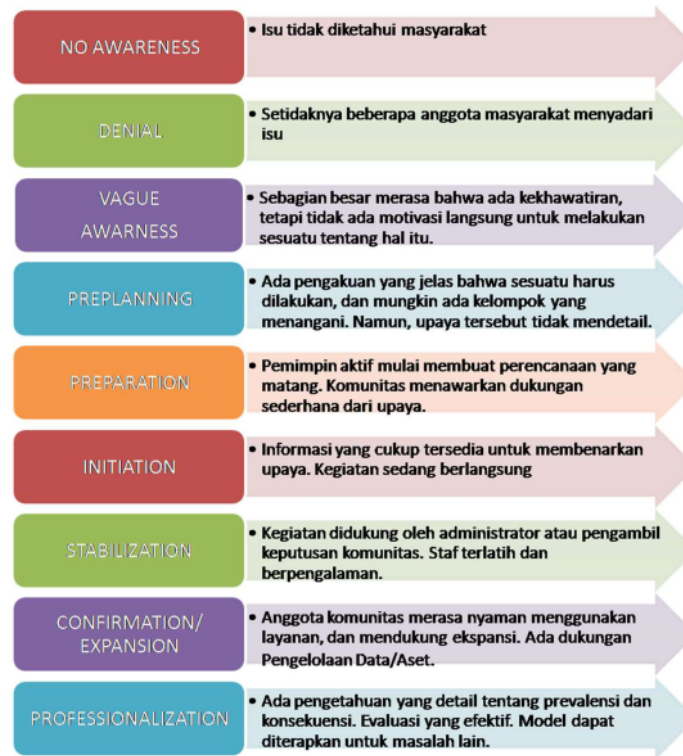 NO AWARENESS
• Isu tidak diketahui masyarakat
DENIAL
• Setidaknya beberapa anggota masyarakat menyadari
isu
VAGUE
AWARNESS
• Sebagian besar merasa bahwa ada kekhawatiran,
tetapi tidak ada motivasi langsung untuk melakukan
sesuatu tentang hal itu.
PREPLANNING
• Ada pengakuan yang jelas bahwa sesuatu harus
dilakukan, dan mungkin ada kelompok yang
menangani. Namun, upaya tersebut tidak mendetail.
PREPARATION
• Pemimpin aktif mulai membuat perencanaan yang
matang. Komunitas menawarkan dukungan
sederhana dari upaya.
INITIATION
• Informasi yang cukup tersedia untuk membenarkan
upaya. Kegiatan sedang berlangsung
STABILIZATION
• Kegiatan didukung oleh administrator atau pengambil
keputusan komunitas. Staf terlatih dan
berpengalaman.
CONFIRMATION/
EXPANSION
• Anggota komunitas merasa nyaman menggunakan
layanan, dan mendukung ekspansi. Ada dukungan
Pengelolaan Data/Aset.
PROFESSIONALIZATION
• Ada pengetahuan yang detail tentang prevalensi dan
konsekuensi. Evaluasi yang efektif. Model dapat
diterapkan untuk masalah lain.